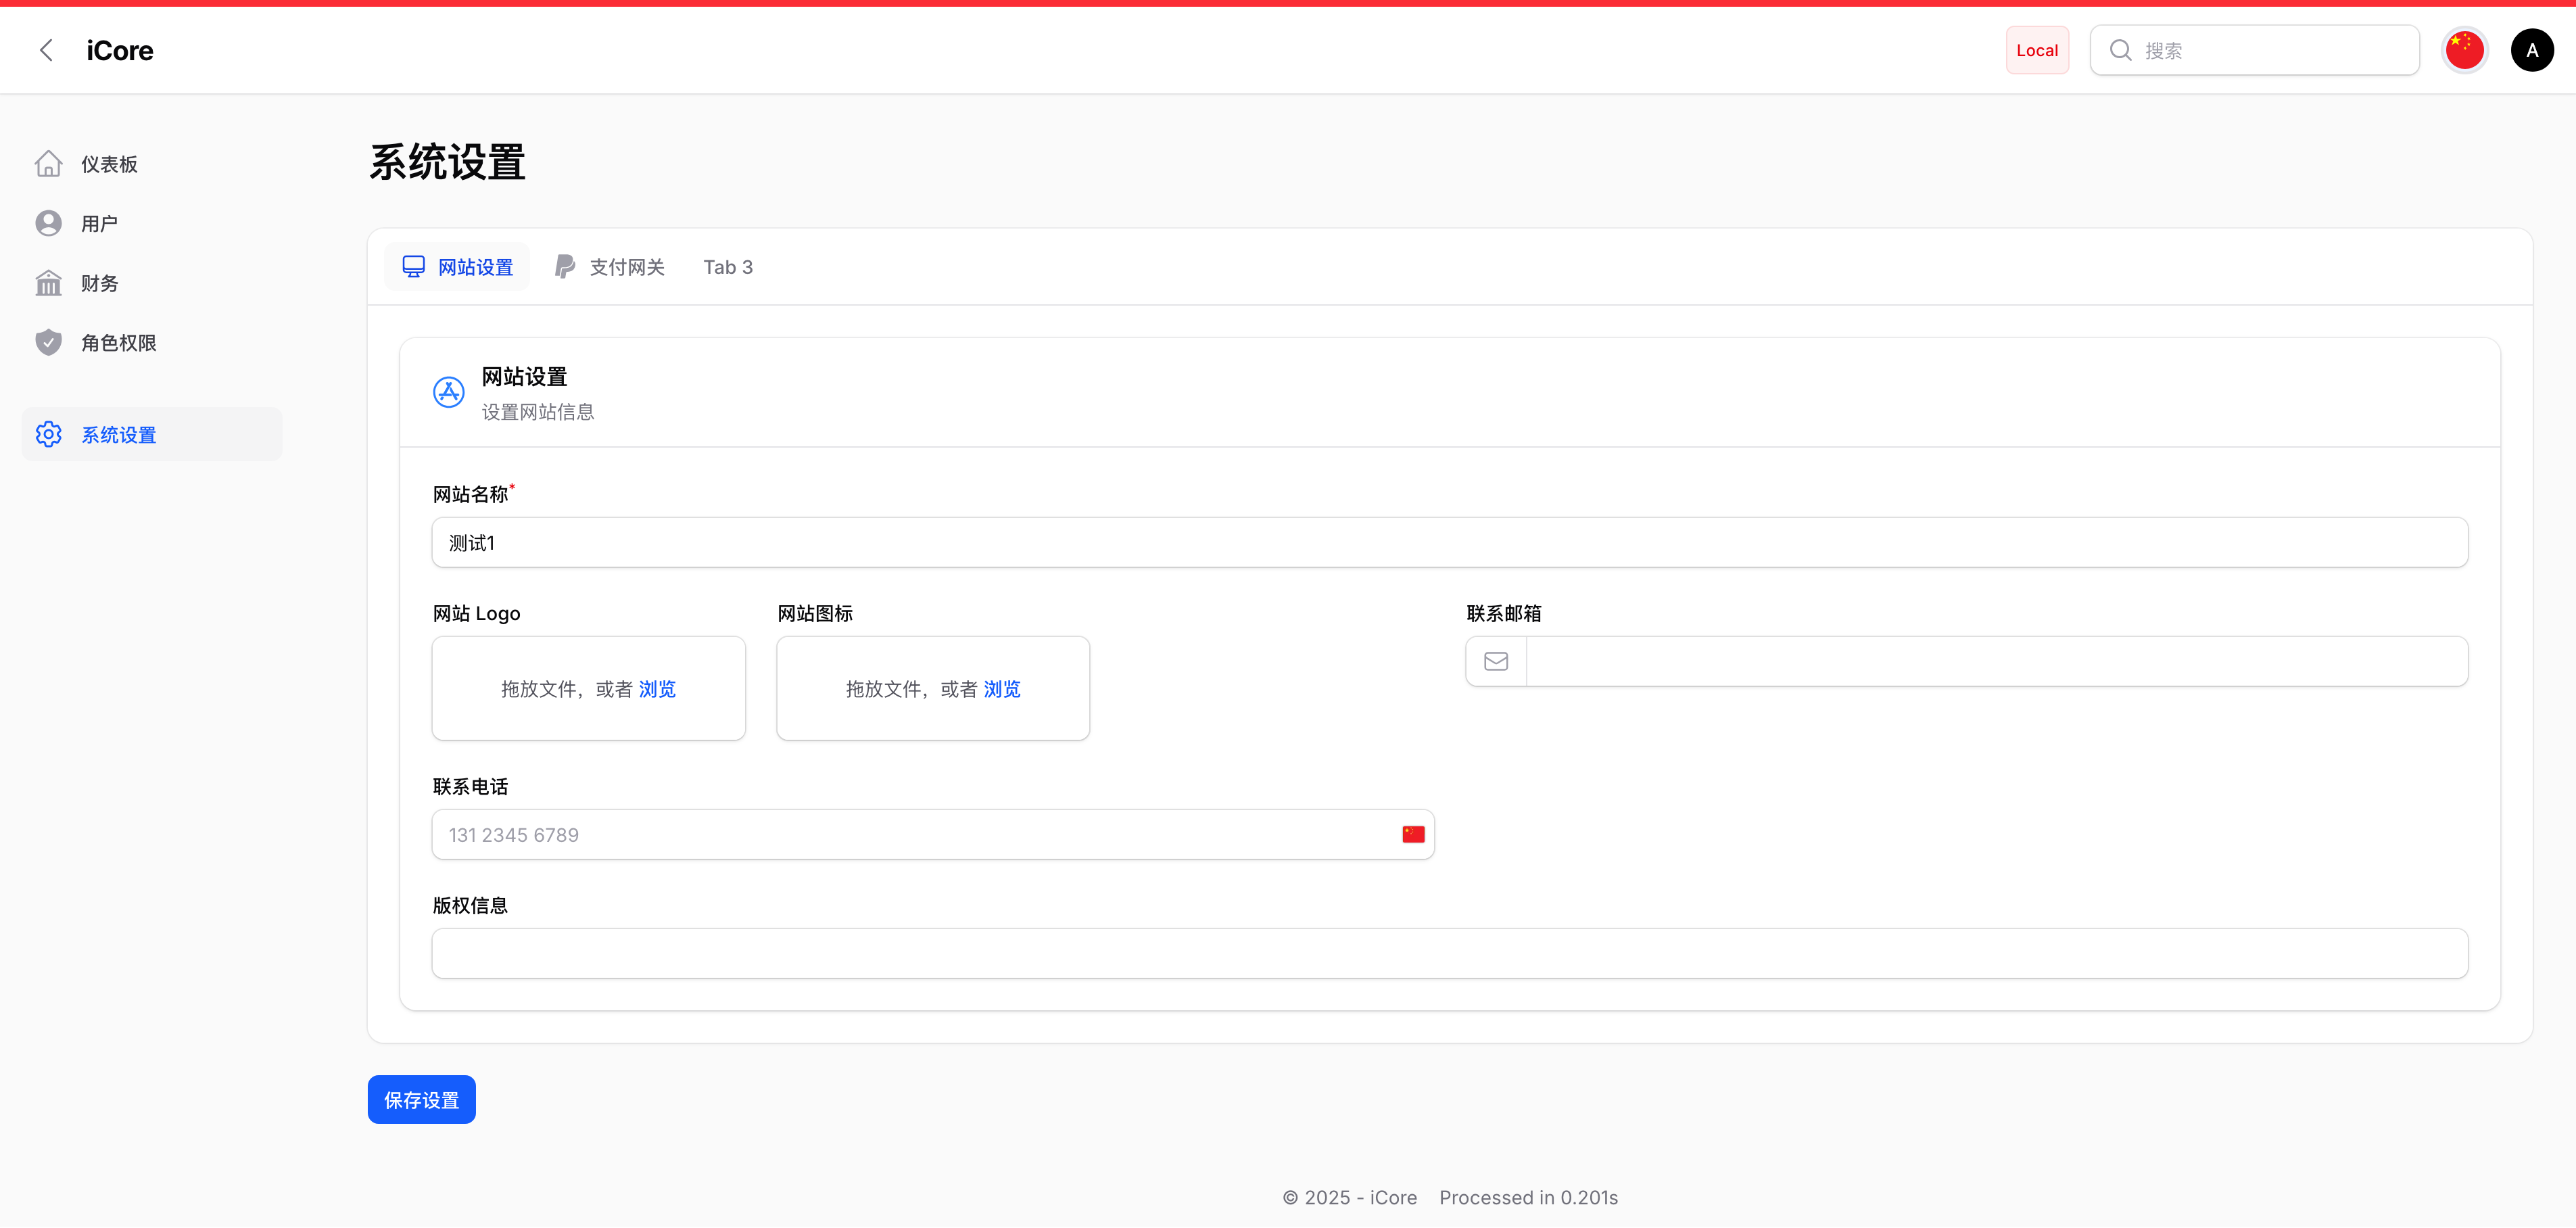 iCore
Local
搜索
A
仪表板
用户
财务
角色权限
系统设置
系统设置
网站设置
支付网关
Tab 3
网站设置
设置网站信息
网站名称*
测试1
网站 Logo
网站图标
联系邮箱
拖放文件，或者 浏览
拖放文件，或者 浏览
联系电话
131 2345 6789
版权信息
保存设置
© 2025 - iCore Processed in 0.201s